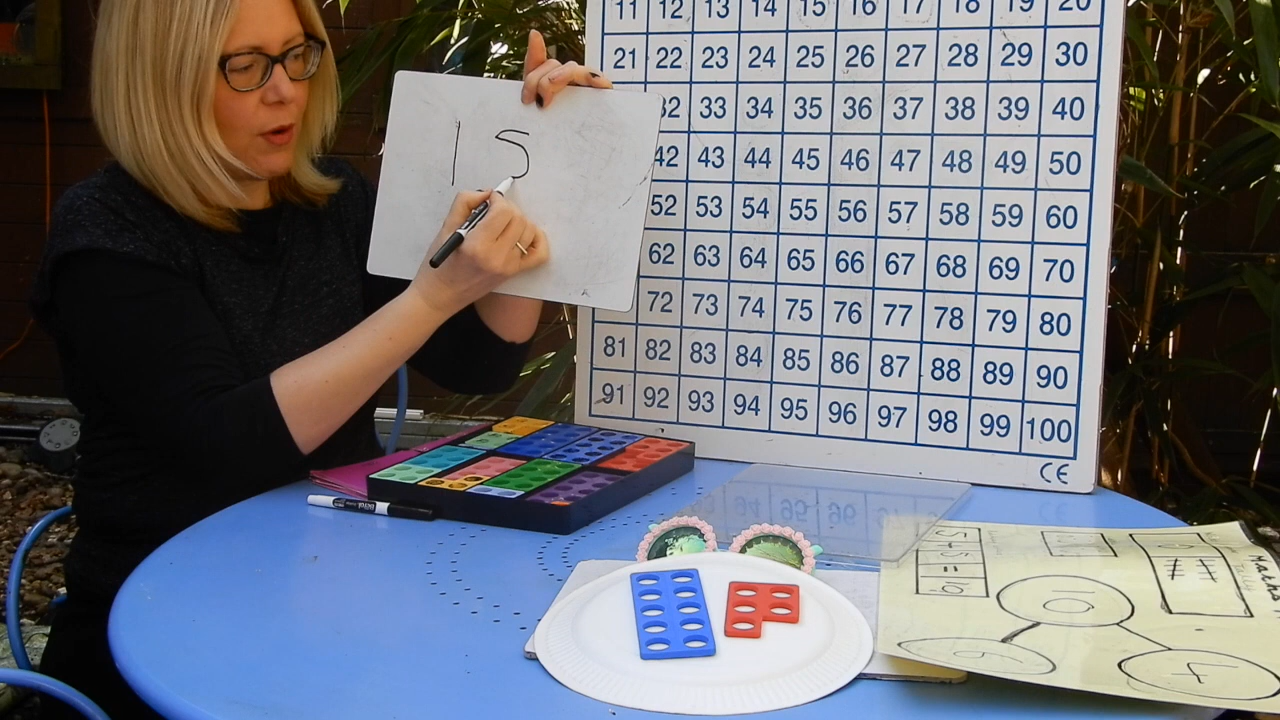 15
11 12 13 14 15 16 17 18 19 20
21 22 23 24 25 26 27 28 29 30
32 33 34 35 36 37 38 39 40
42 43 44 45 46 47 48 49 50
52 53 54 55 56 57 58 59 60
62 63 64 65 66 67 68 69 70
72 73 74 75 76 77 78 79 80
81 82 83 84 85 86 87 88 89 90
91 92 93 94 95 96 97 98 99 100
CE
5+5=10
10
6
4